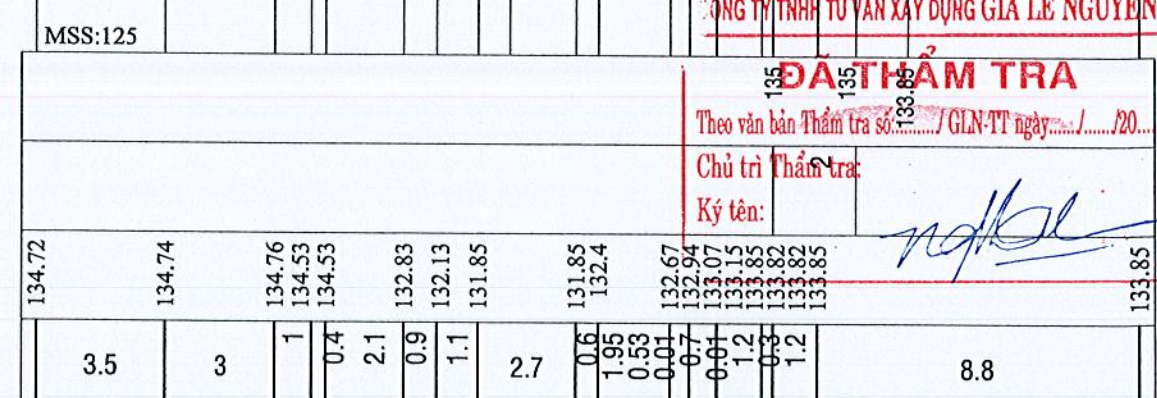 ÔNG TY TNHH TƯ VẤN XÂY DỰNG GIA LÊ NGUYỄN
MSS:125
ĐÃ THẨM TRA
135 135 133.85
Theo văn bản Thẩm tra số:......../ GLN-TT ngày....../......./20....
Chủ trì Thẩm tra:
2
Ký tên:
134.72 134.74 134.76 134.53 134.53 132.83 132.13 131.85 131.85 132.4 132.67 132.94 133.07 133.15 133.85 133.82 133.82 133.85 133.85
3.5 3 1 0.4 2.1 0.9 1.1 2.7 0.6 1.95 0.53 0.01 0.7 0.01 1.2 0.3 1.2 8.8